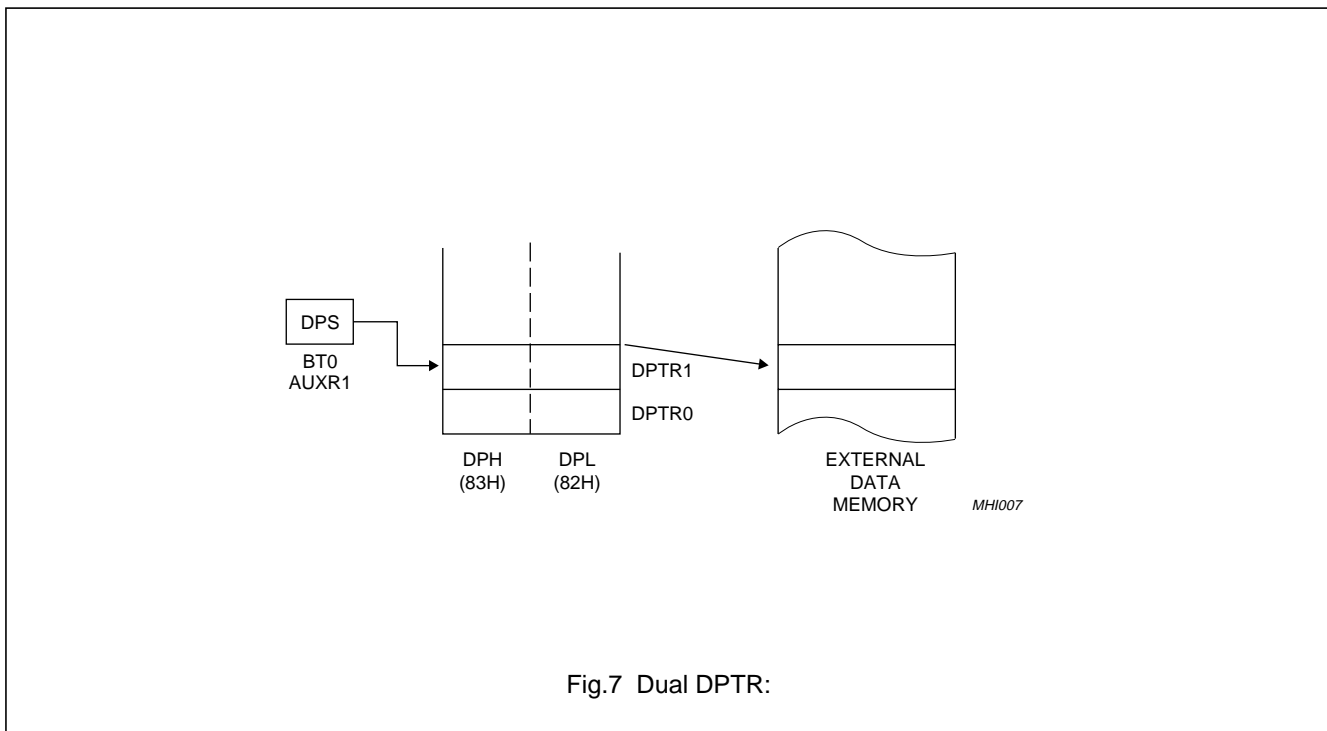 DPS
BT0
AUXR1
DPTR1
DPTR0
DPH
(83H)
DPL
(82H)
EXTERNAL
DATA
MEMORY
MHI007
Fig.7 Dual DPTR: